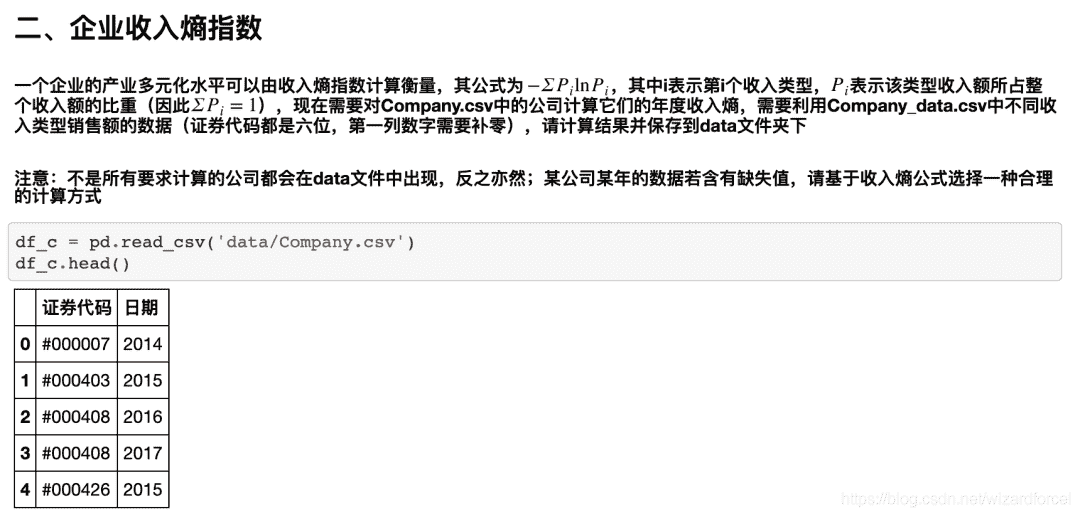 二、企业收入熵指数
一个企业的产业多元化水平可以由收入熵指数计算衡量，其公式为 −ΣPᵢlnPᵢ，其中i表示第i个收入类型，Pᵢ表示该类型收入额所占整
个收入额的比重（因此ΣPᵢ = 1），现在需要对Company.csv中的公司计算它们的年度收入熵，需要利用Company_data.csv中不同收
入类型销售额的数据（证券代码都是六位，第一列数字需要补零），请计算结果并保存到data文件夹下
注意：不是所有要求计算的公司都会在data文件中出现，反之亦然；某公司某年的数据若含有缺失值，请基于收入熵公式选择一种合理
的计算方式
df_c = pd.read_csv('data/Company.csv')
df_c.head()
证券代码 日期
0 #000007 2014
1 #000403 2015
2 #000408 2016
3 #000408 2017
4 #000426 2015
https://blog.csdn.net/wizardforcel